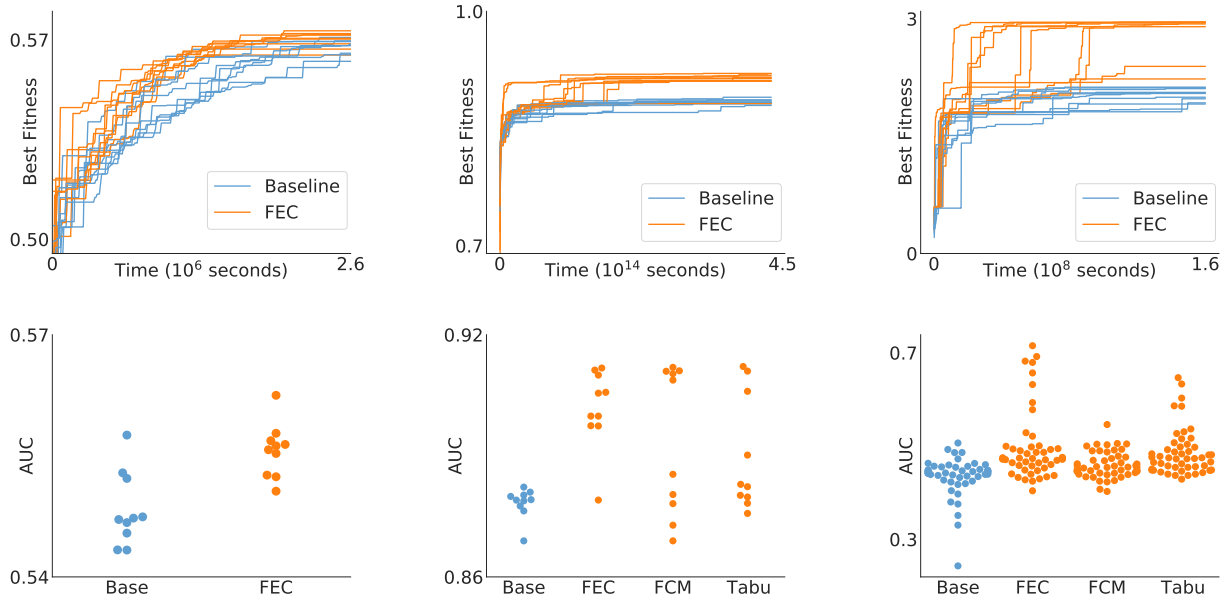 0.57
Best Fitness
0.50
0
Time (10⁶ seconds)
2.6
Baseline
FEC
1.0
Best Fitness
0.7
0
Time (10¹⁴ seconds)
4.5
Baseline
FEC
3
Best Fitness
0
0
Time (10⁸ seconds)
1.6
Baseline
FEC
0.57
AUC
0.54
Base
FEC
0.92
AUC
0.86
Base
FEC
FCM
Tabu
0.7
AUC
0.3
Base
FEC
FCM
Tabu